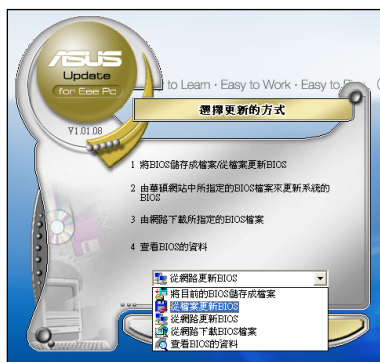 ASUS
Update
for Eee Pc
to Learn · Easy to Work · Easy to
V1.01.08
選擇更新的方式
1 將BIOS儲存成檔案/從檔案更新BIOS
2 由華碩網站中所指定的BIOS檔案來更新系統的
BIOS
3 由網路下載所指定的BIOS檔案
4 查看BIOS的資料
從網路更新BIOS
將目前的BIOS儲存成檔案
從檔案更新BIOS
從網路更新BIOS
從網路下載BIOS檔案
查看BIOS的資料